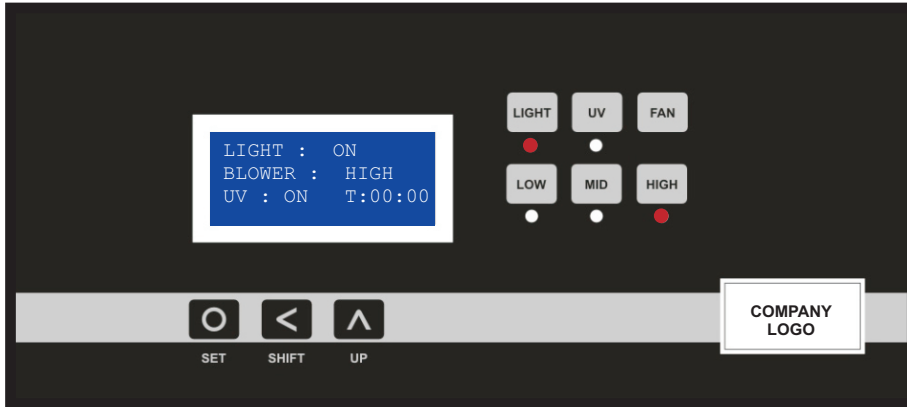 LIGHT : ON
BLOWER : HIGH
UV : ON T:00:00
LIGHT UV FAN
LOW MID HIGH
COMPANY
LOGO
SET SHIFT UP